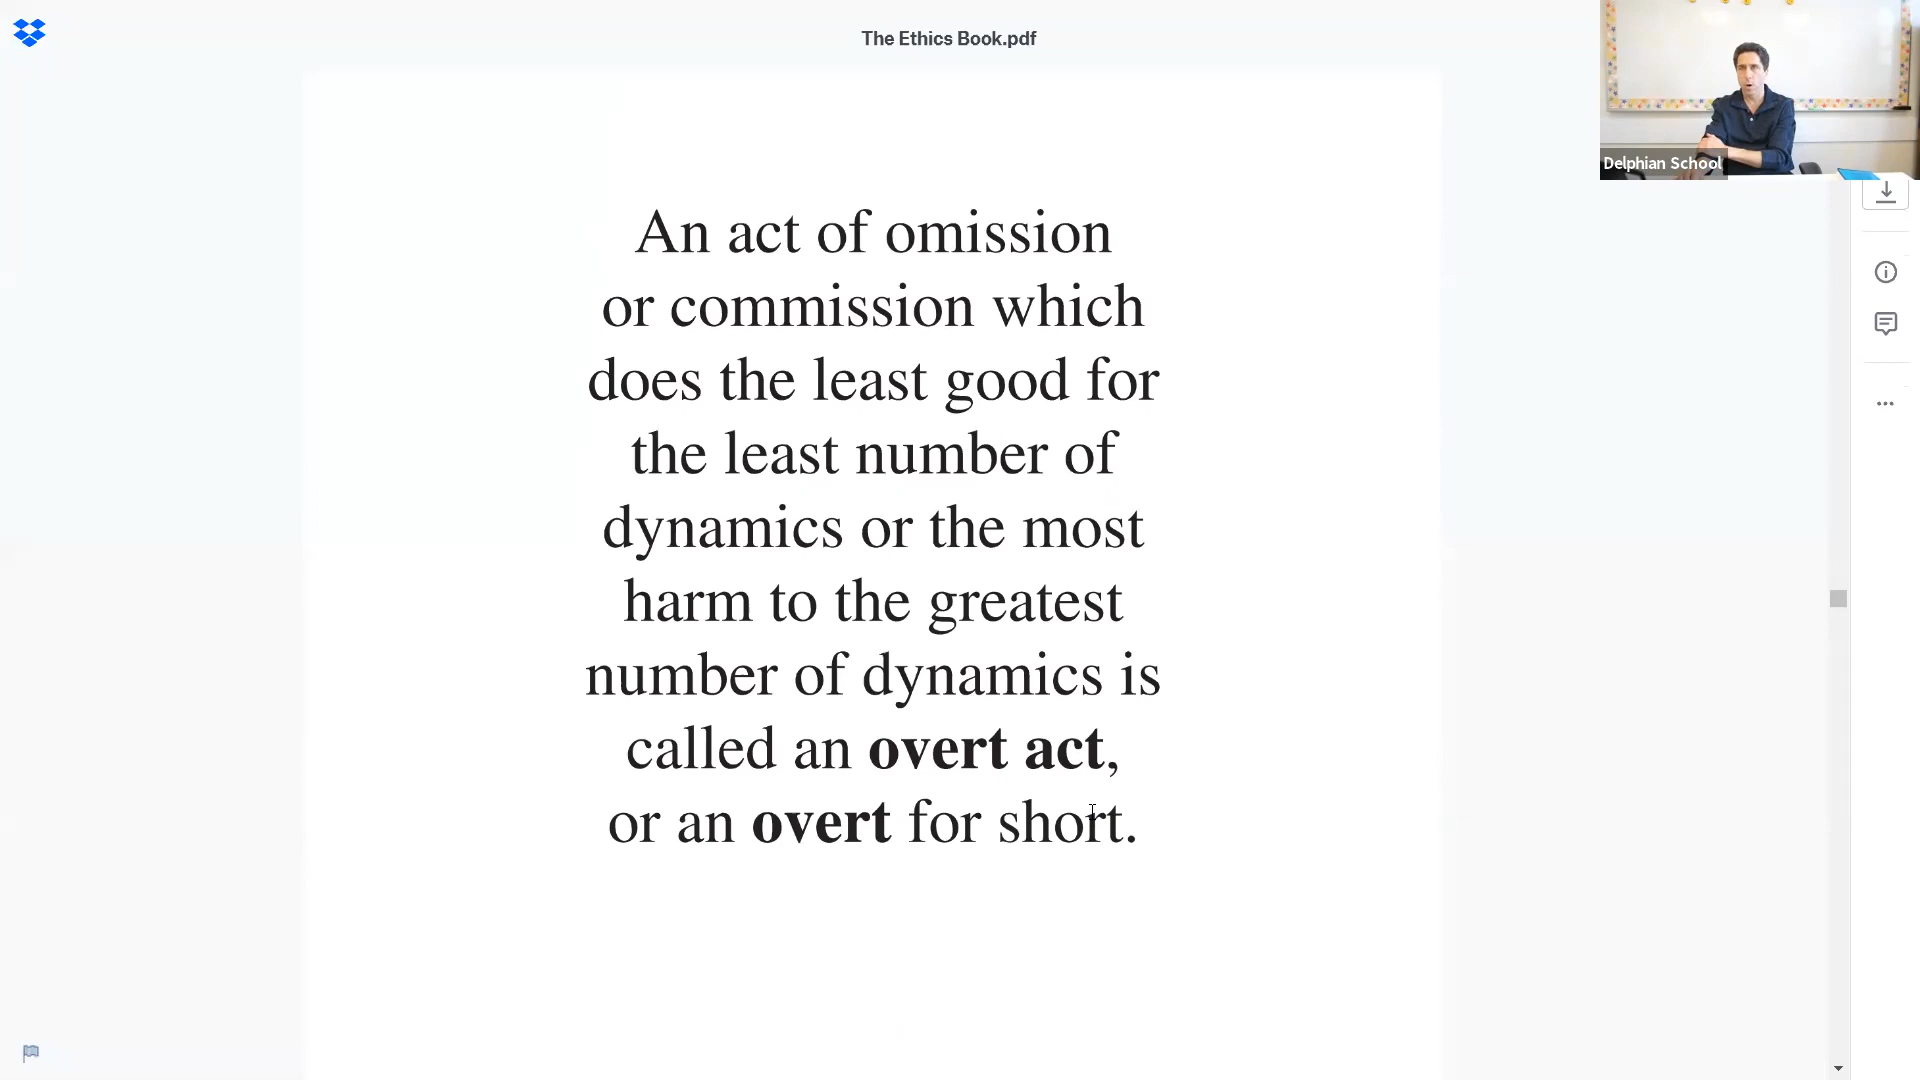 The Ethics Book.pdf
Delphian School
An act of omission
or commission which
does the least good for
the least number of
dynamics or the most
harm to the greatest
number of dynamics is
called an overt act,
or an overt for short.